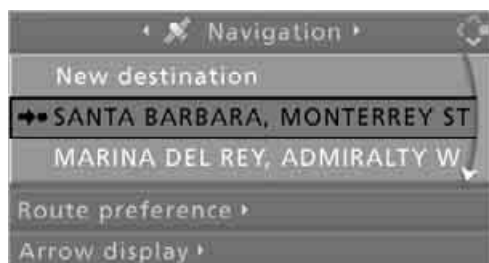 Navigation
New destination
SANTA BARBARA, MONTERREY ST
MARINA DEL REY, ADMIRALTY W
Route preference
Arrow display